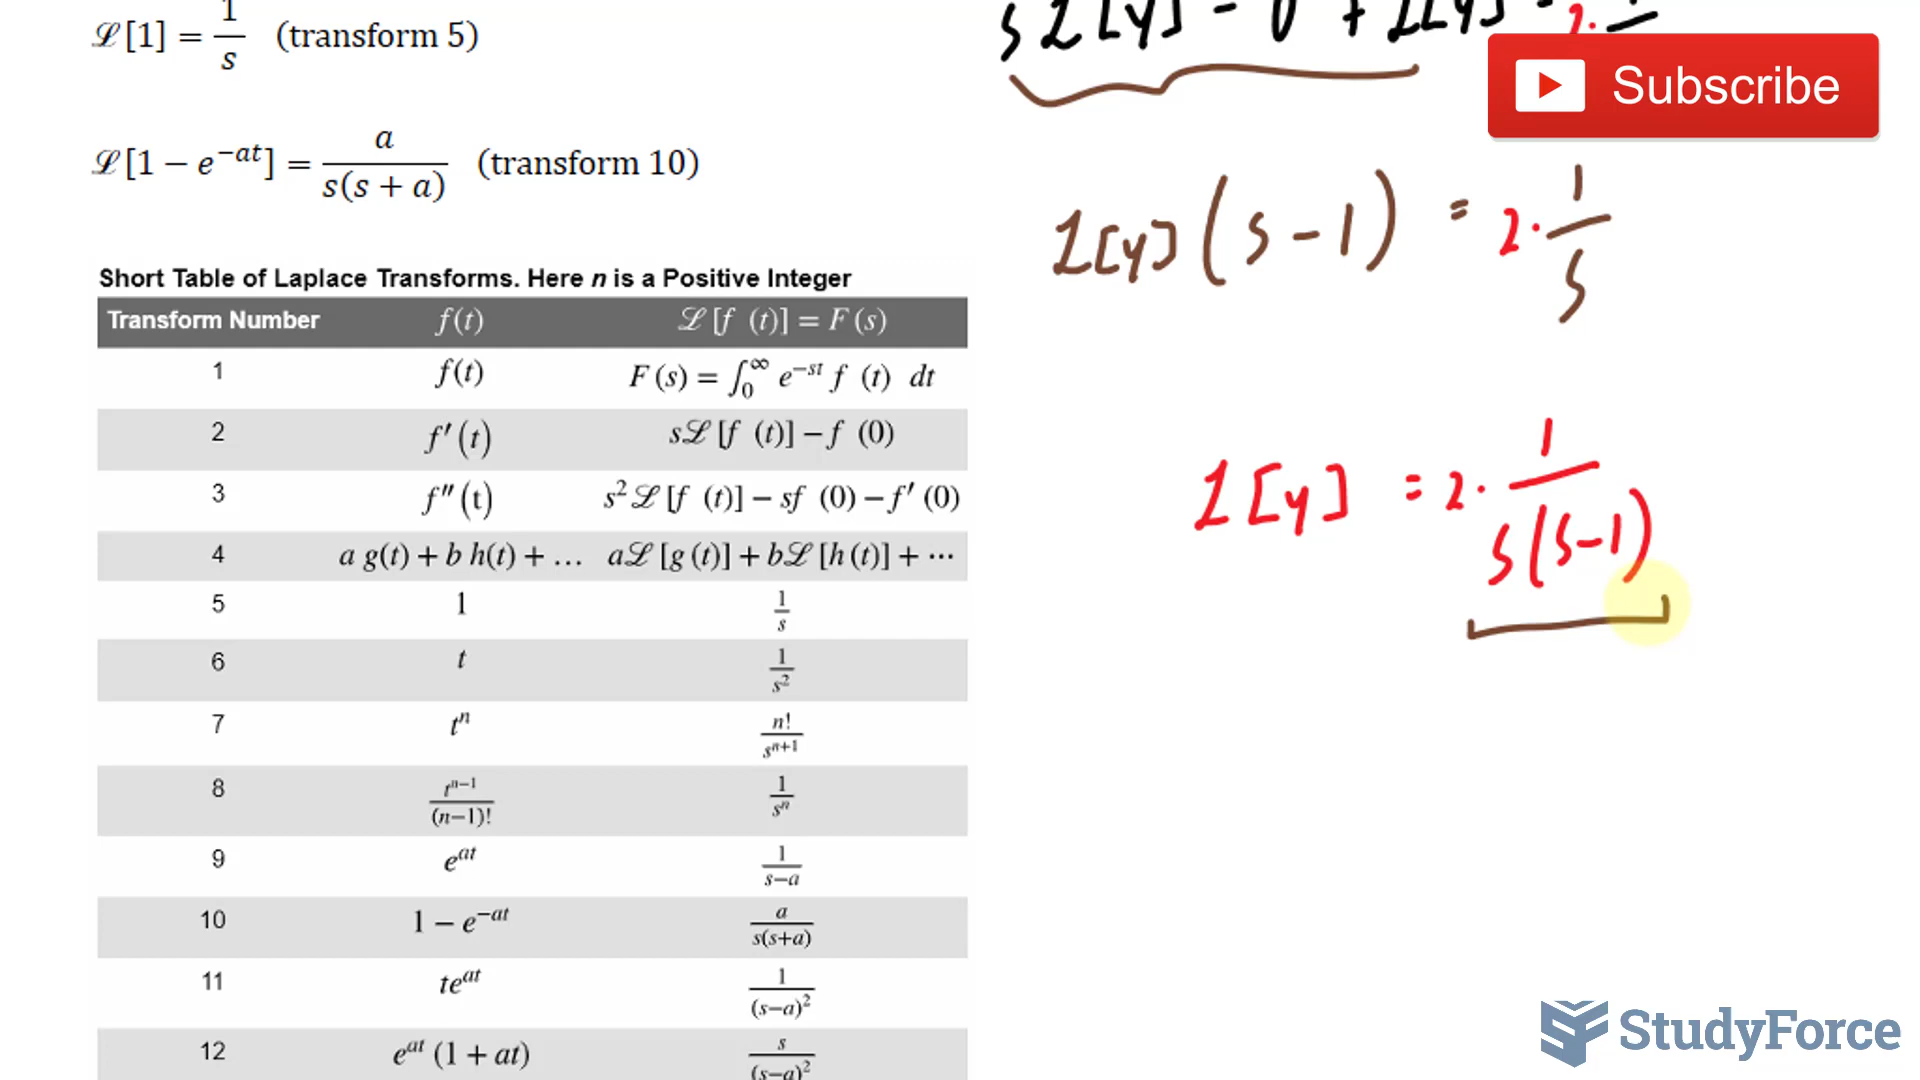 ℒ[1] = 1/s (transform 5)
ℒ[1 − e^(−at)] = a/(s(s + a)) (transform 10)
Short Table of Laplace Transforms. Here n is a Positive Integer
Transform Number f(t) ℒ[f (t)] = F(s)
1 f(t) F(s) = ∫₀^∞ e^(−st) f (t) dt
2 f′(t) sℒ[f (t)] − f (0)
3 f″(t) s²ℒ[f (t)] − sf (0) − f′(0)
4 a g(t) + b h(t) + … aℒ[g(t)] + bℒ[h(t)] + ⋯
5 1 1/s
6 t 1/s²
7 tⁿ n!/s^(n+1)
8 t^(n−1)/(n−1)! 1/sⁿ
9 e^(at) 1/(s−a)
10 1 − e^(−at) a/(s(s+a))
11 te^(at) 1/(s−a)²
12 e^(at) (1 + at) s/(s−a)²
Subscribe
ℒ[y] (s − 1) = 2 · 1/s
ℒ[y] = 2 · 1/(s(s−1))
StudyForce